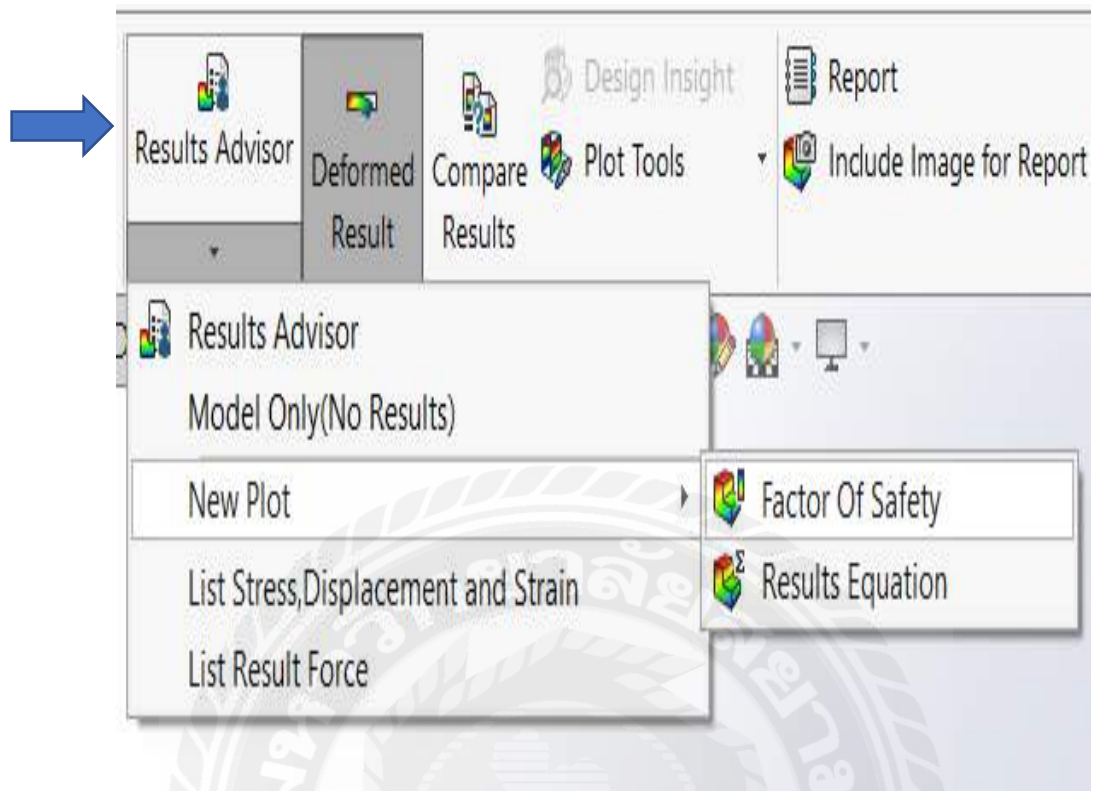 Results Advisor
Deformed
Result
Compare
Results
Design Insight
Plot Tools
Report
Include Image for Report
Results Advisor
Model Only(No Results)
New Plot
Factor Of Safety
Results Equation
List Stress,Displacement and Strain
List Result Force